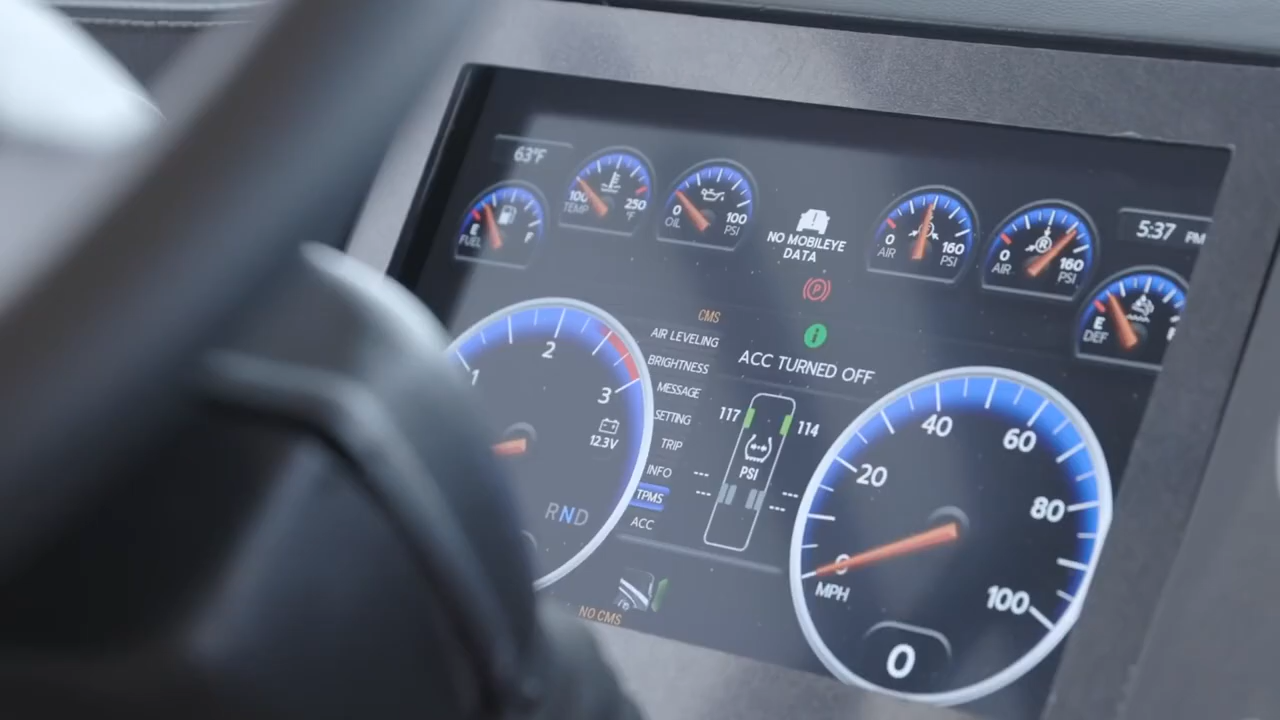 63°F
100
250
TEMP
°F
0
100
OIL
PSI
E
F
FUEL
NO MOBILEYE
DATA
0
160
AIR
PSI
0
160
AIR
PSI
5:37 PM
E
DEF
CMS
AIR LEVELING
BRIGHTNESS
MESSAGE
SETTING
TRIP
INFO
TPMS
ACC
ACC TURNED OFF
117
114
PSI
---
---
---
---
1
2
3
12.3V
RND
NO CMS
0
20
40
60
80
100
MPH
0